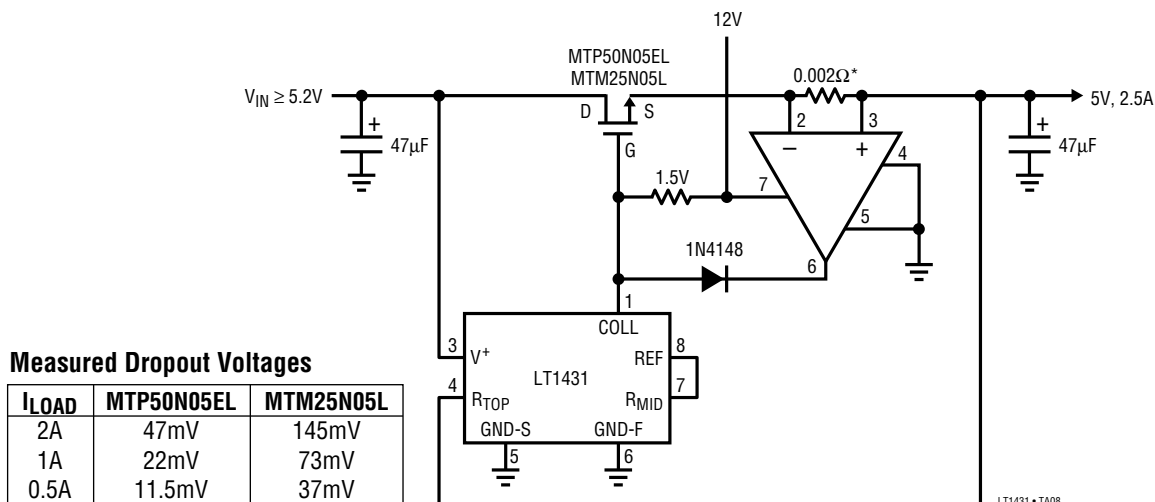 12V
MTP50N05EL
MTM25N05L
0.002Ω*
V_IN ≥ 5.2V
D
S
G
2
3
5V, 2.5A
+
47µF
−
+
4
+
47µF
1.5V
7
5
1N4148
6
1
COLL
3
V+
8
REF
LT1431
4
R_TOP
7
R_MID
GND-S
GND-F
5
6
Measured Dropout Voltages
I_LOAD MTP50N05EL MTM25N05L
2A 47mV 145mV
1A 22mV 73mV
0.5A 11.5mV 37mV
LT1431 • TA08